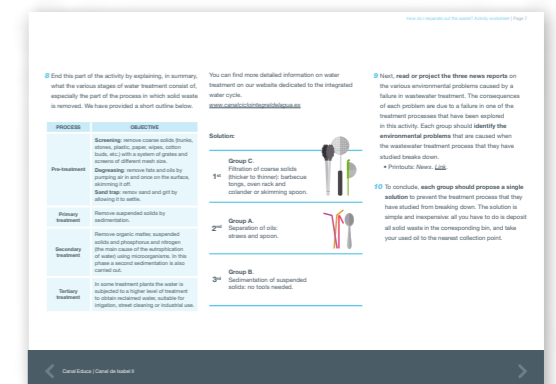 How do I separate out the waste? Activity worksheet | Page 7
8 End this part of the activity by explaining, in summary,
what the various stages of water treatment consist of,
especially the part of the process in which solid waste
is removed. We have provided a short outline below.
PROCESS OBJECTIVE
Pre-treatment
Screening: remove coarse solids (trunks,
stones, plastic, paper, wipes, cotton
buds, etc.) with a system of grates and
screens of different mesh size.
Degreasing: remove fats and oils by
pumping air in and once on the surface,
skimming it off.
Sand trap: remov sand and grit by
allowing it to settle.
Primary
treatment
Remove suspended solids by
sedimentation.
Secondary
treatment
Remove organic matter, suspended
solids and phosphorus and nitrogen
(the main cause of the eutrophication
of water) using microorganisms. In this
phase a second sedimentation is also
carried out.
Tertiary
treatment
In some treatment plants the water is
subjected to a higher level of treatment
to obtain reclaimed water, suitable for
irrigation, street cleaning or industrial use.
You can find more detailed information on water
treatment on our website dedicated to the integrated
water cycle.
www.canalciclointegraldelagua.es
Solution:
1st
Group C.
Filtration of coarse solids
(thicker to thinner): barbecue
tongs, oven rack and
colander or skimming spoon.
2nd
Group A.
Separation of oils:
straws and spoon.
3rd
Group B.
Sedimentation of suspended
solids: no tools needed.
9 Next, read or project the three news reports on
the various environmental problems caused by a
failure in wastewater treatment. The consequences
of each problem are due to a failure in one of the
treatment processes that have been explored
in this activity. Each group should identify the
environmental problems that are caused when
the wastewater treatment process that they have
studied breaks down.
• Printouts: News. Link.
10 To conclude, each group should propose a single
solution to prevent the treatment process that they
have studied from breaking down. The solution is
simple and inexpensive: all you have to do is deposit
all solid waste in the corresponding bin, and take
your used oil to the nearest collection point.
Canal Educa | Canal de Isabel II